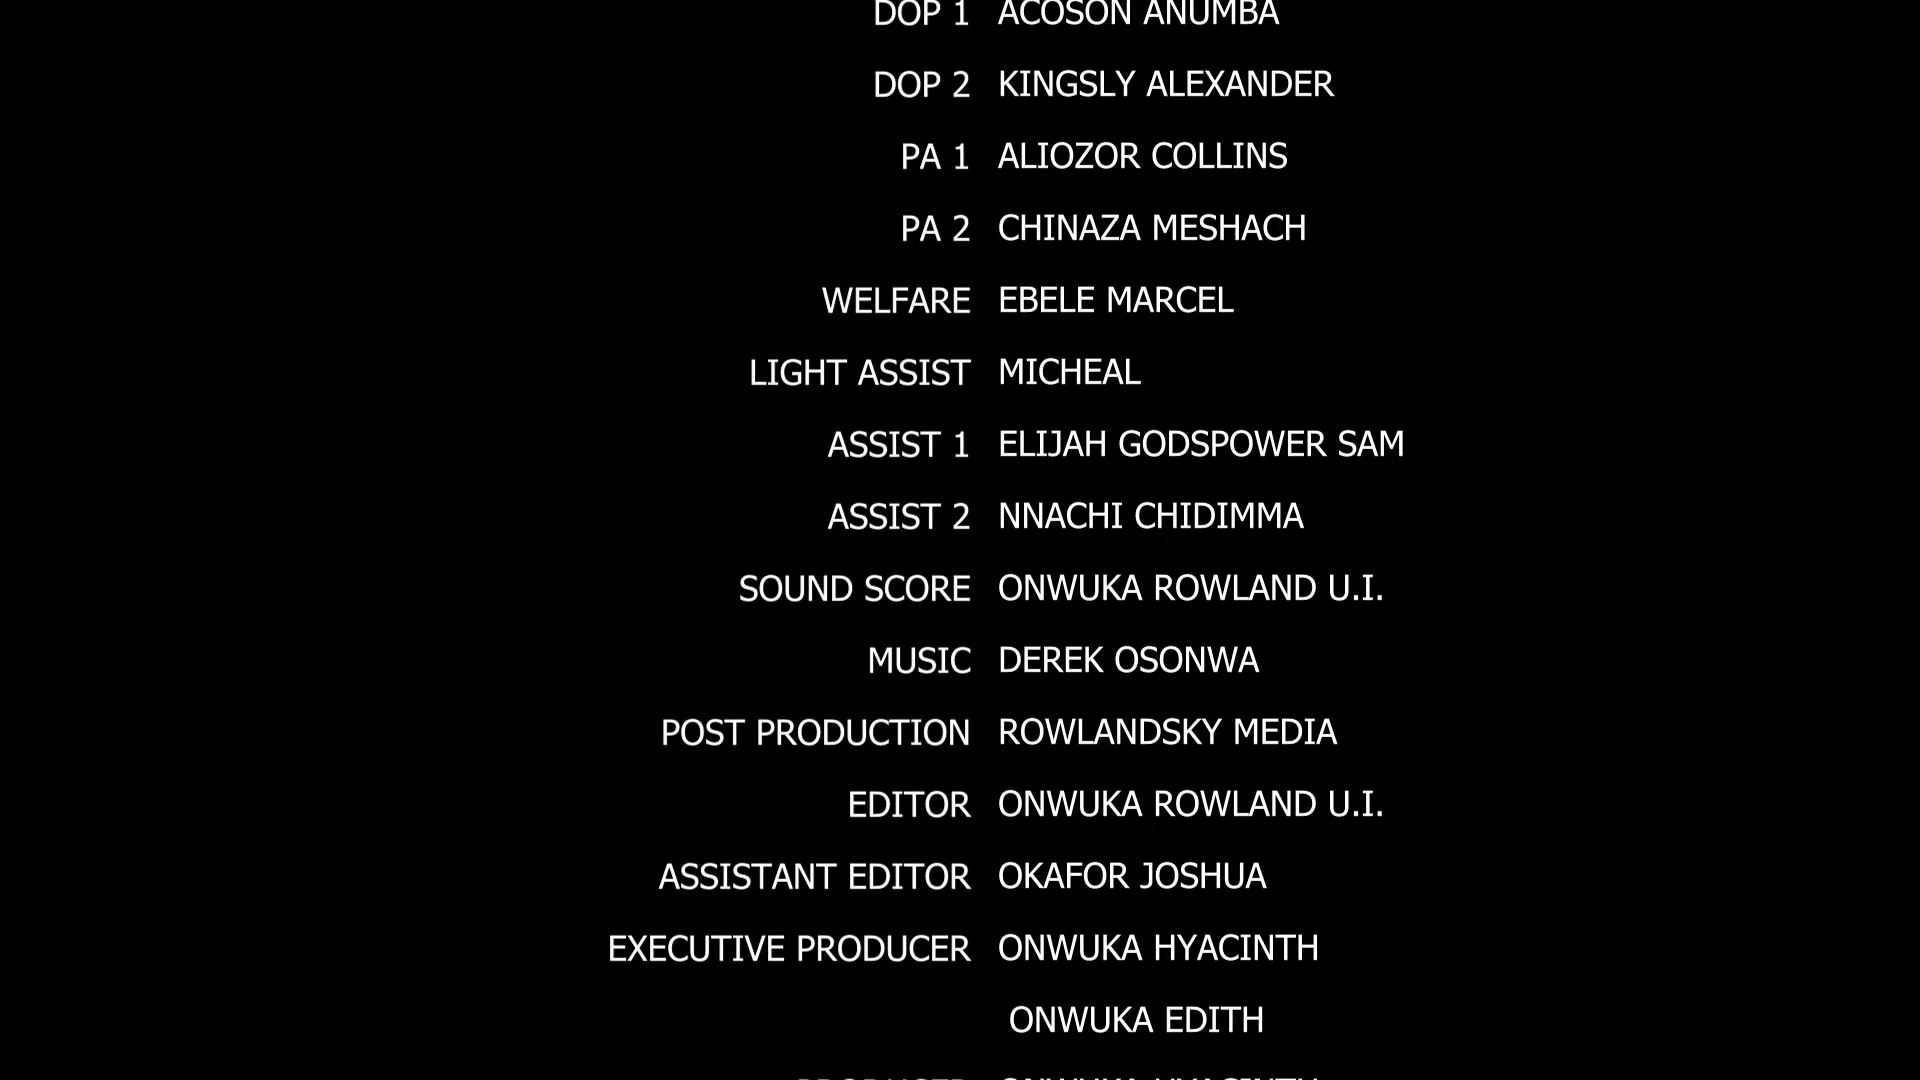 DOP 1 ACOSON ANUMBA
DOP 2 KINGSLY ALEXANDER
PA 1 ALIOZOR COLLINS
PA 2 CHINAZA MESHACH
WELFARE EBELE MARCEL
LIGHT ASSIST MICHEAL
ASSIST 1 ELIJAH GODSPOWER SAM
ASSIST 2 NNACHI CHIDIMMA
SOUND SCORE ONWUKA ROWLAND U.I.
MUSIC DEREK OSONWA
POST PRODUCTION ROWLANDSKY MEDIA
EDITOR ONWUKA ROWLAND U.I.
ASSISTANT EDITOR OKAFOR JOSHUA
EXECUTIVE PRODUCER ONWUKA HYACINTH
ONWUKA EDITH